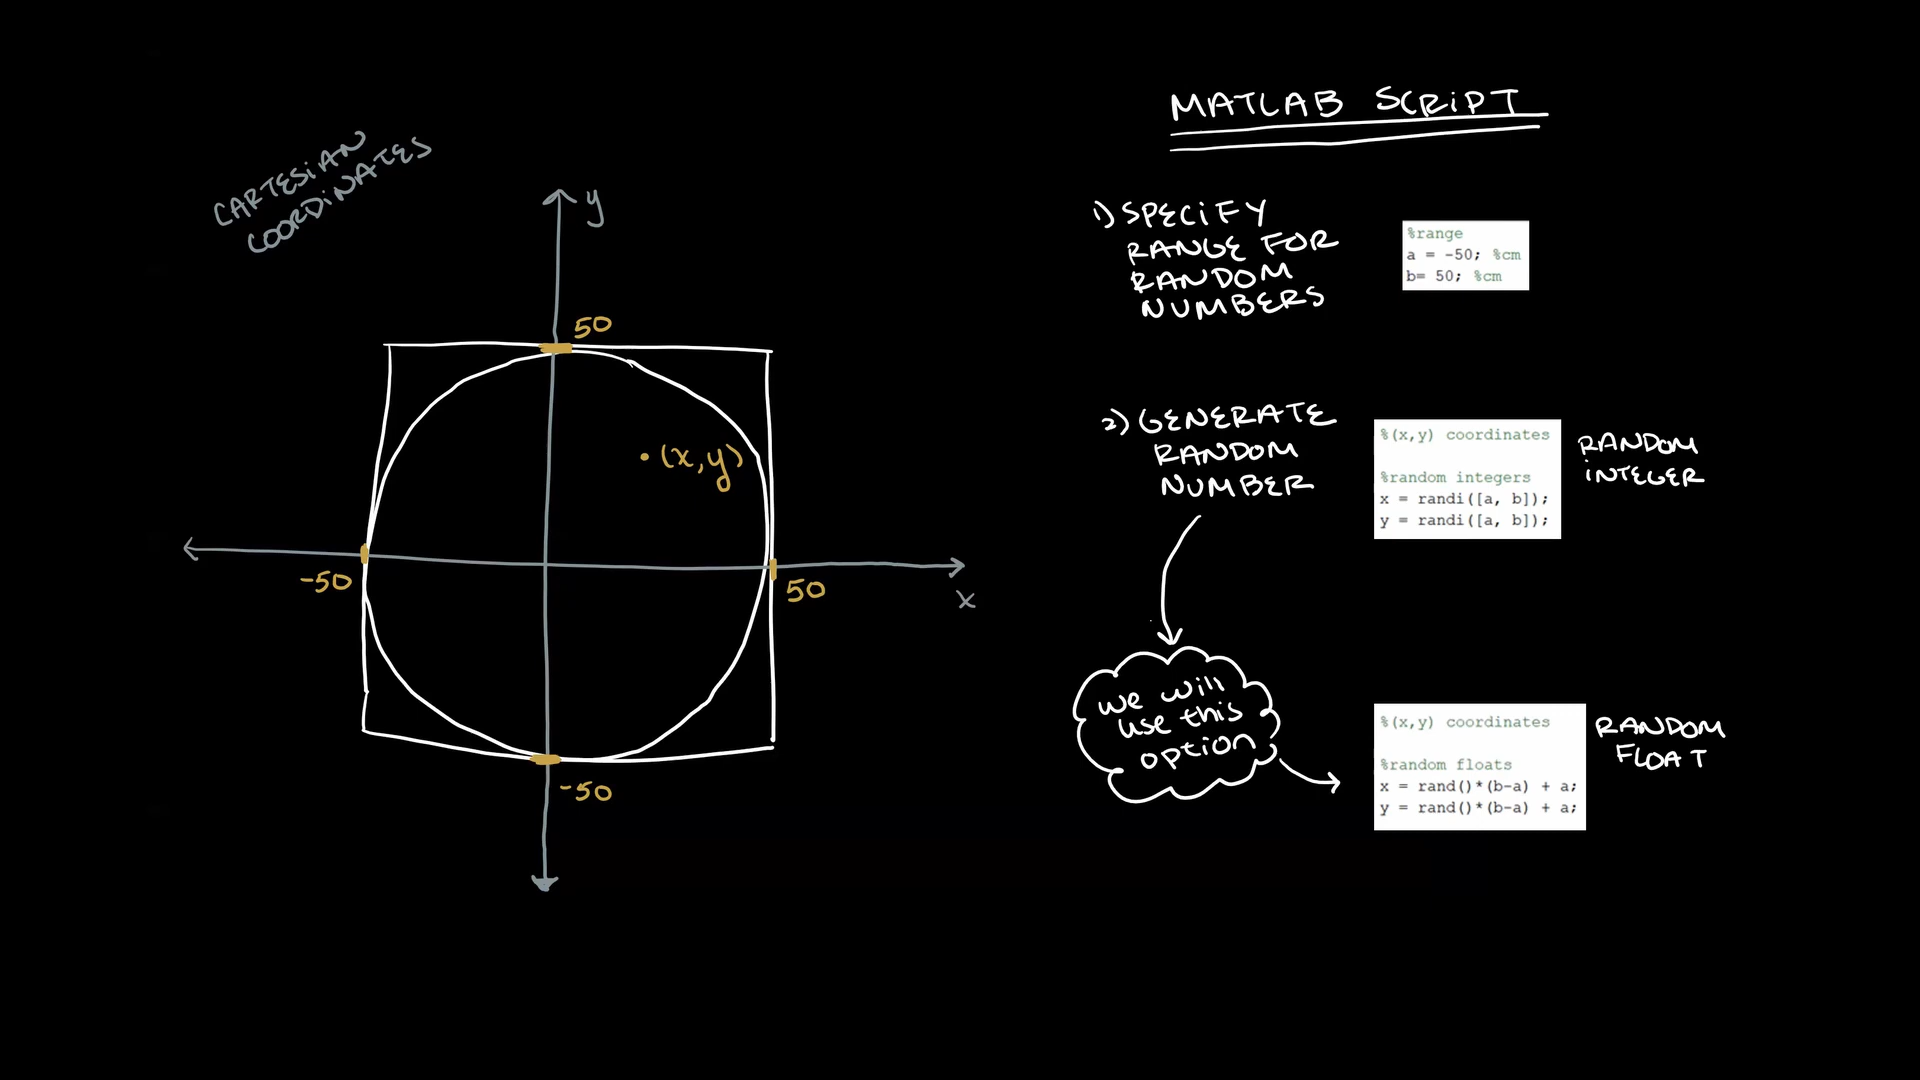 CARTESIAN
COORDINATES
y
50
(x,y)
-50
50
x
-50
MATLAB SCRIPT
1) SPECIFY
RANGE FOR
RANDOM
NUMBERS
%range
a = -50; %cm
b= 50; %cm
2) GENERATE
RANDOM
NUMBER
%(x,y) coordinates
%random integers
x = randi([a, b]);
y = randi([a, b]);
RANDOM
INTEGER
we will
use this
option
%(x,y) coordinates
%random floats
x = rand()*(b-a) + a;
y = rand()*(b-a) + a;
RANDOM
FLOAT